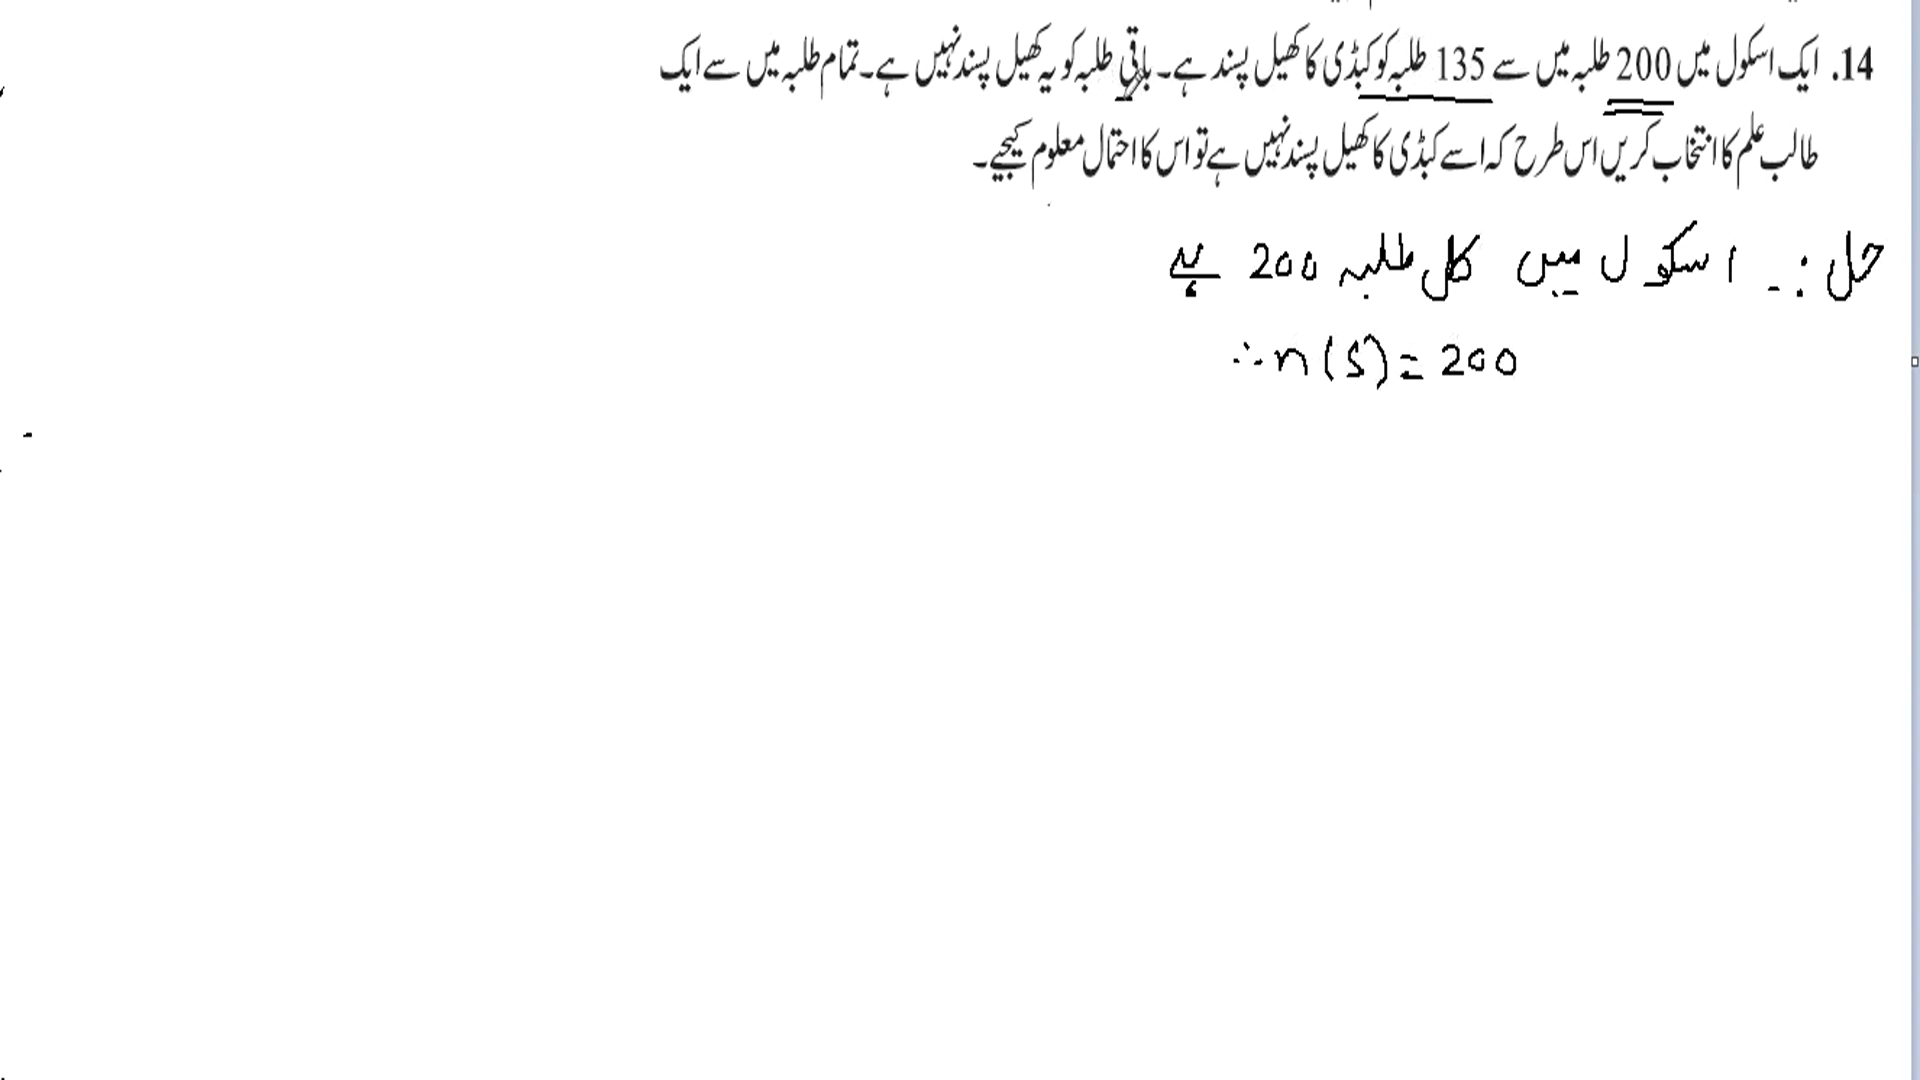 14. ایک اسکول میں 200 طلبہ میں سے 135 طلبہ کو کبڈی کا کھیل پسند ہے۔ باقی طلبہ کو یہ کھیل پسند نہیں ہے۔ تمام طلبہ میں سے ایک
طالب علم کا انتخاب کریں اس طرح کہ اسے کبڈی کا کھیل پسند نہیں ہے تو اس کا احتمال معلوم کیجیے۔
حل :۔ اسکول میں کل طلبہ 200 ہے
∴ n(S) = 200